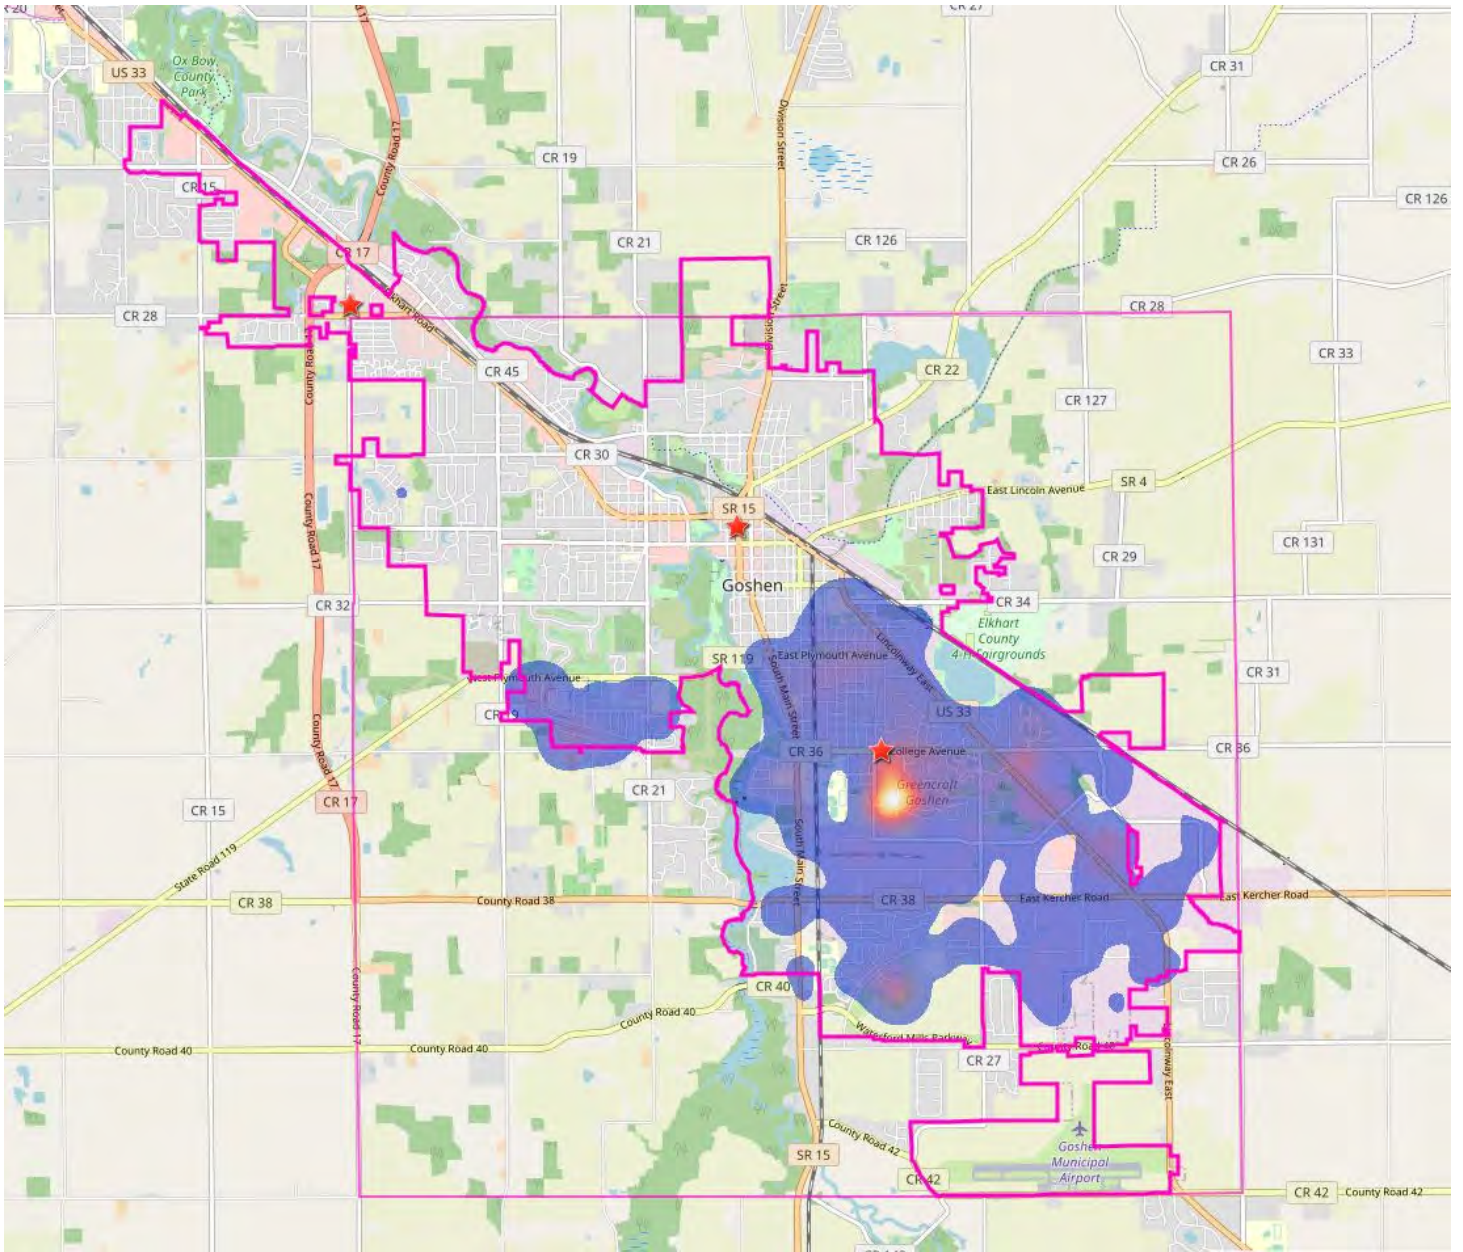 CR 27
US 33
Ox Bow
County
Park
CR 31
County Road 17
Division Street
CR 19
CR 26
CR 15
CR 126
CR 21
CR 126
CR 17
CR 28
CR 28
Division Street
CR 33
CR 45
CR 22
CR 127
CR 30
SR 4
East Lincoln Avenue
SR 15
County Road 17
CR 131
CR 29
Goshen
CR 32
CR 34
Elkhart
County
4-H Fairgrounds
East Plymouth Avenue
Lincolnway East
SR 119
CR 31
West Plymouth Avenue
South Main Street
US 33
CR 36
College Avenue
CR 36
County Road 17
Greencroft
Goshen
CR 21
CR 17
CR 15
State Road 119
South Main Street
CR 38
County Road 38
CR 38
East Kercher Road
East Kercher Road
CR 40
County Road 17
County Road 40
Waterford Mills Parkway
County Road 40
County Road 40
CR 27
Lincolnway East
County Road 42
SR 15
Goshen
Municipal
Airport
CR 42
CR 42
County Road 42